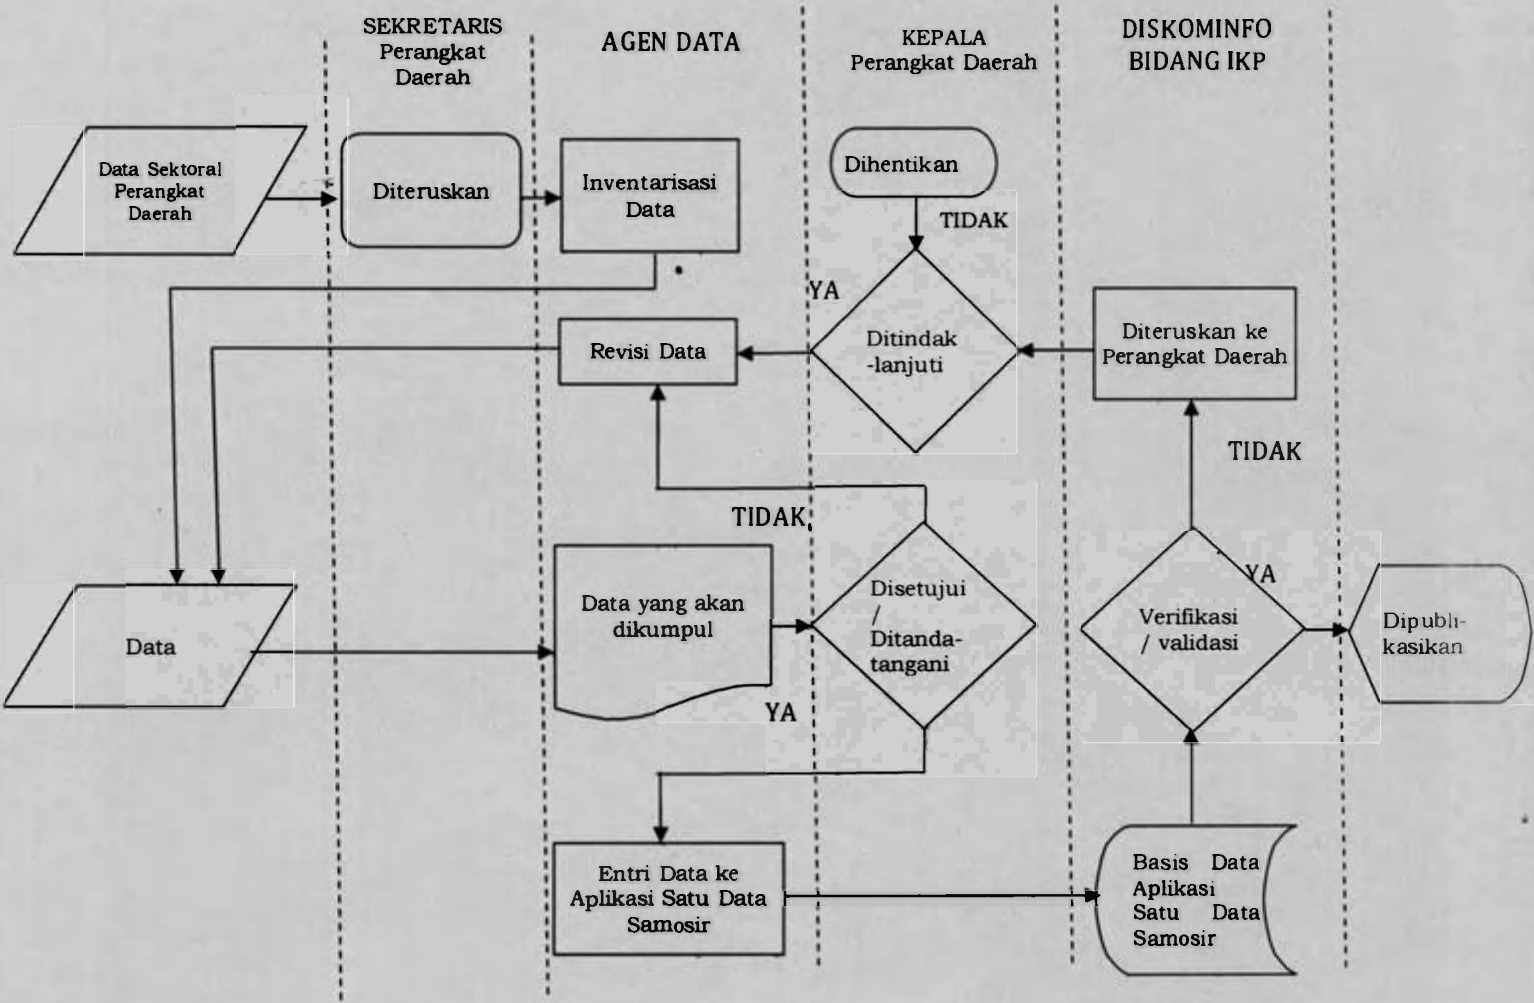 SEKRETARIS
Perangkat
Daerah
AGEN DATA
KEPALA
Perangkat Daerah
DISKOMINFO
BIDANG IKP
Data Sektoral
Perangkat
Daerah
Diteruskan
Inventarisasi
Data
Dihentikan
TIDAK
YA
Revisi Data
Ditindak
-lanjuti
Diteruskan ke
Perangkat Daerah
TIDAK
TIDAK
Data
Data yang akan
dikumpul
Disetujui
/
Ditanda-
tangani
YA
Verifikasi
/ validasi
YA
Dipubli-
kasikan
Entri Data ke
Aplikasi Satu Data
Samosir
Basis Data
Aplikasi
Satu Data
Samosir